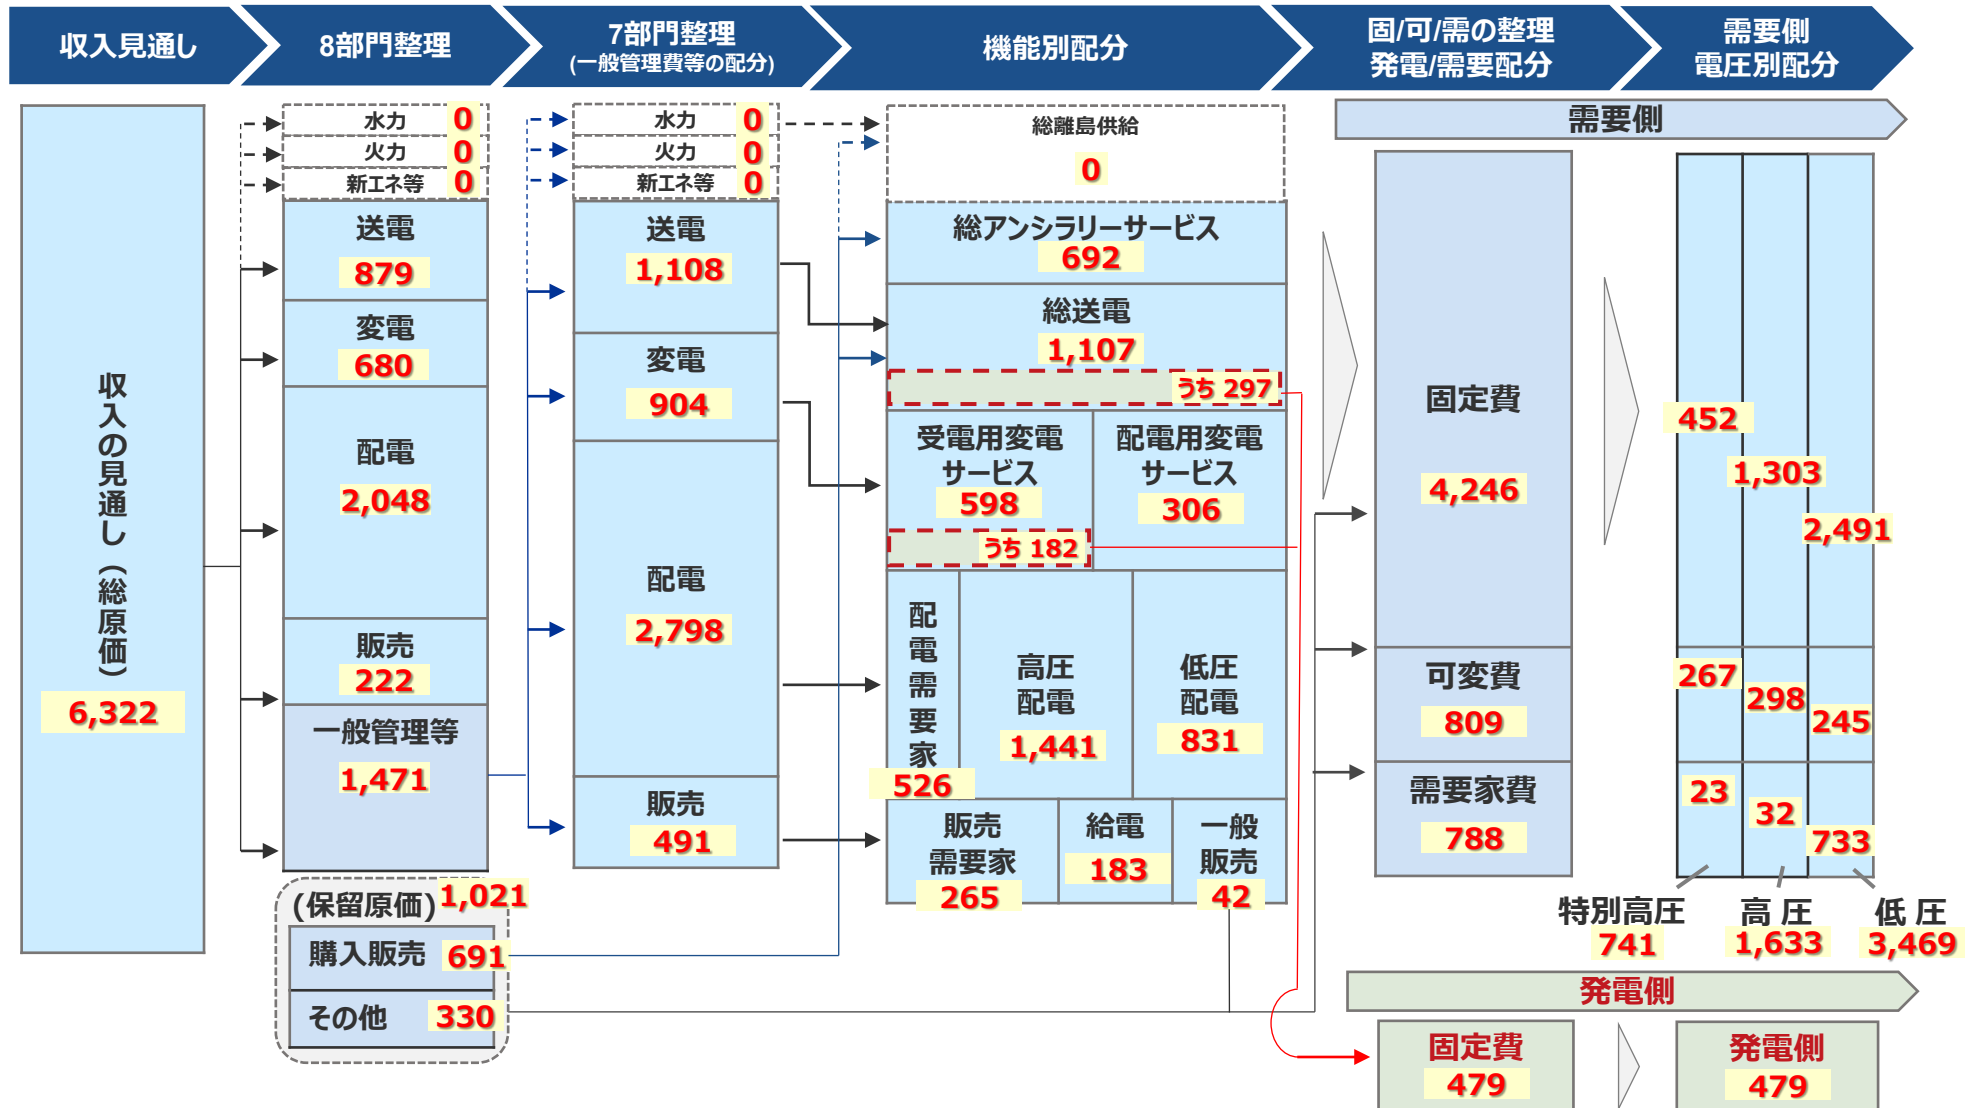 収入見通し
8部門整理
7部門整理
(一般管理費等の配分)
機能別配分
固/可/需の整理
発電/需要配分
需要側
電圧別配分
収入の見通し（総原価）
6,322
水力 0
火力 0
新エネ等 0
送電
879
変電
680
配電
2,048
販売
222
一般管理等
1,471
(保留原価) 1,021
購入販売 691
その他 330
水力 0
火力 0
新エネ等 0
送電
1,108
変電
904
配電
2,798
販売
491
総離島供給
0
総アンシラリーサービス
692
総送電
1,107
うち 297
受電用変電
サービス
598
うち 182
配電用変電
サービス
306
配電需要家
526
高圧
配電
1,441
低圧
配電
831
販売
需要家
265
給電
183
一般
販売
42
需要側
固定費
4,246
可変費
809
需要家費
788
452
1,303
2,491
267
298
245
23
32
733
特別高圧
741
高 圧
1,633
低 圧
3,469
発電側
固定費
479
発電側
479